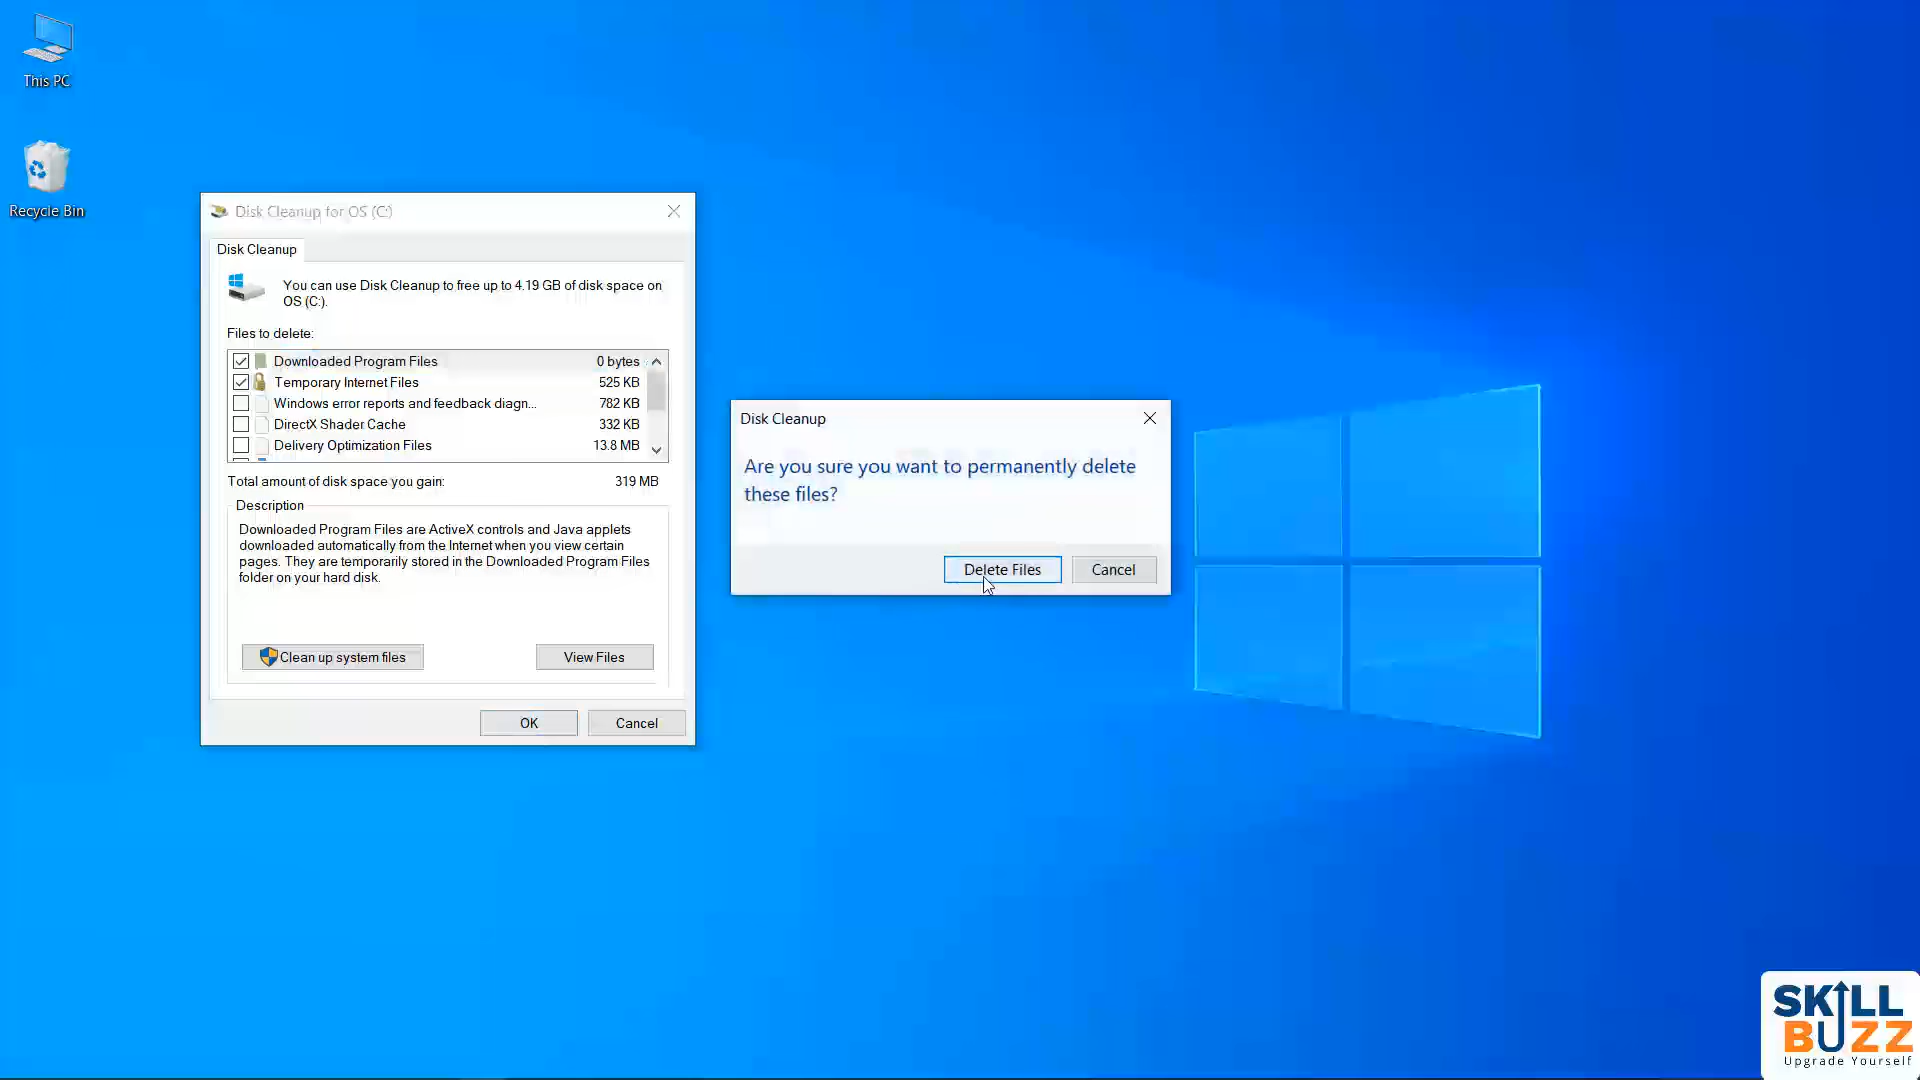 This PC
Recycle Bin
Disk Cleanup for OS (C:)
Disk Cleanup
You can use Disk Cleanup to free up to 4.19 GB of disk space on
OS (C:).
Files to delete:
Downloaded Program Files 0 bytes
Temporary Internet Files 525 KB
Windows error reports and feedback diagn... 782 KB
DirectX Shader Cache 332 KB
Delivery Optimization Files 13.8 MB
Total amount of disk space you gain: 319 MB
Description
Downloaded Program Files are ActiveX controls and Java applets
downloaded automatically from the Internet when you view certain
pages. They are temporarily stored in the Downloaded Program Files
folder on your hard disk.
Clean up system files View Files
OK Cancel
Disk Cleanup
Are you sure you want to permanently delete
these files?
Delete Files Cancel
SKILL
BUZZ
Upgrade Yourself